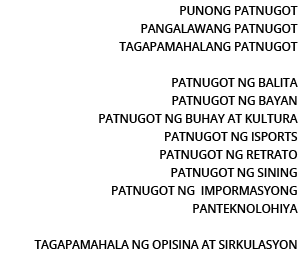 PUNONG PATNUGOT
PANGALAWANG PATNUGOT
TAGAPAMAHALANG PATNUGOT
PATNUGOT NG BALITA
PATNUGOT NG BAYAN
PATNUGOT NG BUHAY AT KULTURA
PATNUGOT NG ISPORTS
PATNUGOT NG RETRATO
PATNUGOT NG SINING
PATNUGOT NG IMPORMASYONG
PANTEKNOLOHIYA
TAGAPAMAHALA NG OPISINA AT SIRKULASYON